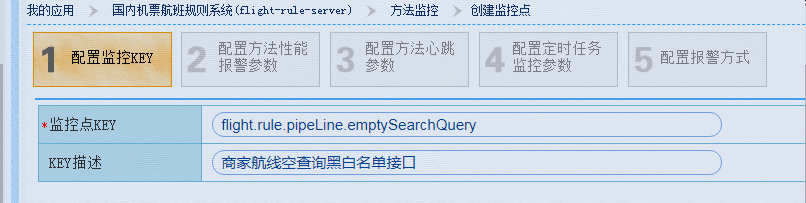 我的应用 国内机票航班规则系统(flight-rule-server) 方法监控 创建监控点
1 配置监控KEY 2 配置方法性能报警参数 3 配置方法心跳参数 4 配置定时任务监控参数 5 配置报警方式
*监控点KEY flight.rule.pipeLine.emptySearchQuery
KEY描述 商家航线空查询黑白名单接口